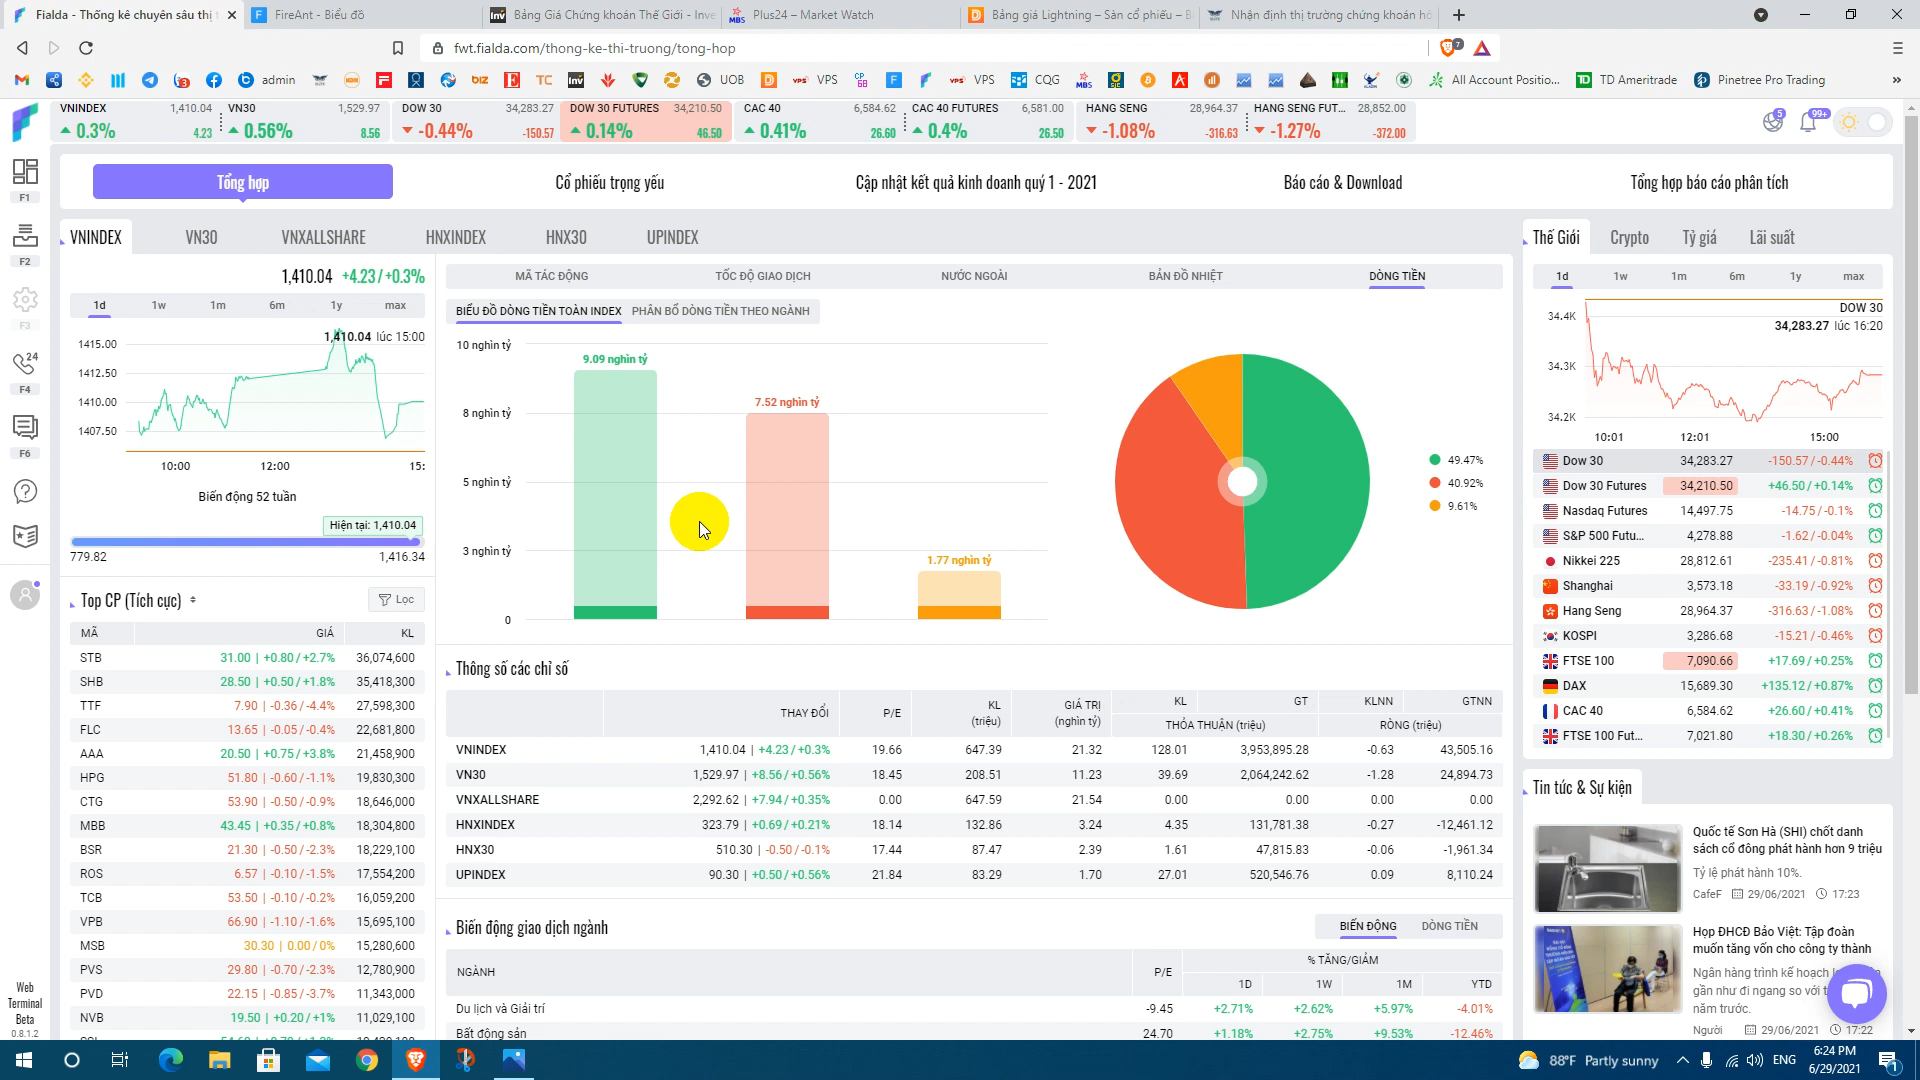 Fialda - Thống kê chuyên sâu thị t
FireAnt - Biểu đồ
Bảng Giá Chứng khoán Thế Giới - Inve
Plus24 – Market Watch
Bảng giá Lightning – Sàn cổ phiếu – B
Nhận định thị trường chứng khoán hô
fwt.fialda.com/thong-ke-thi-truong/tong-hop
admin UOB VPS VPS CQG All Account Positio... TD Ameritrade Pinetree Pro Trading
VNINDEX 1,410.04 VN30 1,529.97 DOW 30 34,283.27 DOW 30 FUTURES 34,210.50 CAC 40 6,584.62 CAC 40 FUTURES 6,581.00 HANG SENG 28,964.37 HANG SENG FUT... 28,852.00
0.3% 4.23 0.56% 8.56 -0.44% -150.57 0.14% 46.50 0.41% 26.60 0.4% 26.50 -1.08% -316.63 -1.27% -372.00
5 99+
Tổng hợp Cổ phiếu trọng yếu Cập nhật kết quả kinh doanh quý 1 - 2021 Báo cáo & Download Tổng hợp báo cáo phân tích
F1
F2
F3
24
F4
F6
Web
Terminal
Beta
0.8.1.2
VNINDEX VN30 VNXALLSHARE HNXINDEX HNX30 UPINDEX
1,410.04 +4.23 / +0.3%
1d 1w 1m 6m 1y max
1,410.04 lúc 15:00
1415.00
1412.50
1410.00
1407.50
10:00 12:00 15:
Biến động 52 tuần
Hiện tại: 1,410.04
779.82 1,416.34
Top CP (Tích cực) Lọc
MÃ GIÁ KL
STB 31.00 | +0.80 / +2.7% 36,074,600
SHB 28.50 | +0.50 / +1.8% 35,418,300
TTF 7.90 | -0.36 / -4.4% 27,598,300
FLC 13.65 | -0.05 / -0.4% 22,681,800
AAA 20.50 | +0.75 / +3.8% 21,458,900
HPG 51.80 | -0.60 / -1.1% 19,830,300
CTG 53.90 | -0.50 / -0.9% 18,646,000
MBB 43.45 | +0.35 / +0.8% 18,304,800
BSR 21.30 | -0.50 / -2.3% 18,229,100
ROS 6.57 | -0.10 / -1.5% 17,554,200
TCB 53.50 | -0.10 / -0.2% 16,059,200
VPB 66.90 | -1.10 / -1.6% 15,695,100
MSB 30.30 | 0.00 / 0% 15,280,600
PVS 29.80 | -0.70 / -2.3% 12,780,900
PVD 22.15 | -0.85 / -3.7% 11,343,000
NVB 19.50 | +0.20 / +1% 11,029,100
MÃ TÁC ĐỘNG TỐC ĐỘ GIAO DỊCH NƯỚC NGOÀI BẢN ĐỒ NHIỆT DÒNG TIỀN
BIỂU ĐỒ DÒNG TIỀN TOÀN INDEX PHÂN BỔ DÒNG TIỀN THEO NGÀNH
10 nghìn tỷ
8 nghìn tỷ
5 nghìn tỷ
3 nghìn tỷ
0
9.09 nghìn tỷ
7.52 nghìn tỷ
1.77 nghìn tỷ
49.47%
40.92%
9.61%
Thông số các chỉ số
THAY ĐỔI P/E KL (triệu) GIÁ TRỊ (nghìn tỷ) KL GT KLNN GTNN
THỎA THUẬN (triệu) RÒNG (triệu)
VNINDEX 1,410.04 | +4.23 / +0.3% 19.66 647.39 21.32 128.01 3,953,895.28 -0.63 43,505.16
VN30 1,529.97 | +8.56 / +0.56% 18.45 208.51 11.23 39.69 2,064,242.62 -1.28 24,894.73
VNXALLSHARE 2,292.62 | +7.94 / +0.35% 0.00 647.59 21.54 0.00 0.00 0.00 0.00
HNXINDEX 323.79 | +0.69 / +0.21% 18.14 132.86 3.24 4.35 131,781.38 -0.27 -12,461.12
HNX30 510.30 | -0.50 / -0.1% 17.44 87.47 2.39 1.61 47,815.83 -0.06 -1,961.34
UPINDEX 90.30 | +0.50 / +0.56% 21.84 83.29 1.70 27.01 520,546.76 0.09 8,110.24
Biến động giao dịch ngành BIẾN ĐỘNG DÒNG TIỀN
NGÀNH P/E % TĂNG/GIẢM
1D 1W 1M YTD
Du lịch và Giải trí -9.45 +2.71% +2.62% +5.97% -4.01%
Bất động sản 24.70 +1.18% +2.75% +9.53% -12.46%
Thế Giới Crypto Tỷ giá Lãi suất
1d 1w 1m 6m 1y max
DOW 30
34,283.27 lúc 16:20
34.4K
34.3K
34.2K
10:01 12:01 15:00
Dow 30 34,283.27 -150.57 / -0.44%
Dow 30 Futures 34,210.50 +46.50 / +0.14%
Nasdaq Futures 14,497.75 -14.75 / -0.1%
S&P 500 Futu... 4,278.88 -1.62 / -0.04%
Nikkei 225 28,812.61 -235.41 / -0.81%
Shanghai 3,573.18 -33.19 / -0.92%
Hang Seng 28,964.37 -316.63 / -1.08%
KOSPI 3,286.68 -15.21 / -0.46%
FTSE 100 7,090.66 +17.69 / +0.25%
DAX 15,689.30 +135.12 / +0.87%
CAC 40 6,584.62 +26.60 / +0.41%
FTSE 100 Fut... 7,021.80 +18.30 / +0.26%
Tin tức & Sự kiện
Quốc tế Sơn Hà (SHI) chốt danh
sách cổ đông phát hành hơn 9 triệu
Tỷ lệ phát hành 10%.
CafeF 29/06/2021 17:23
Họp ĐHCĐ Bảo Việt: Tập đoàn
muốn tăng vốn cho công ty thành
Ngân hàng trình kế hoạch
gần như đi ngang so với
năm trước.
Người 29/06/2021 17:22
88°F Partly sunny ENG 6:24 PM
6/29/2021
1